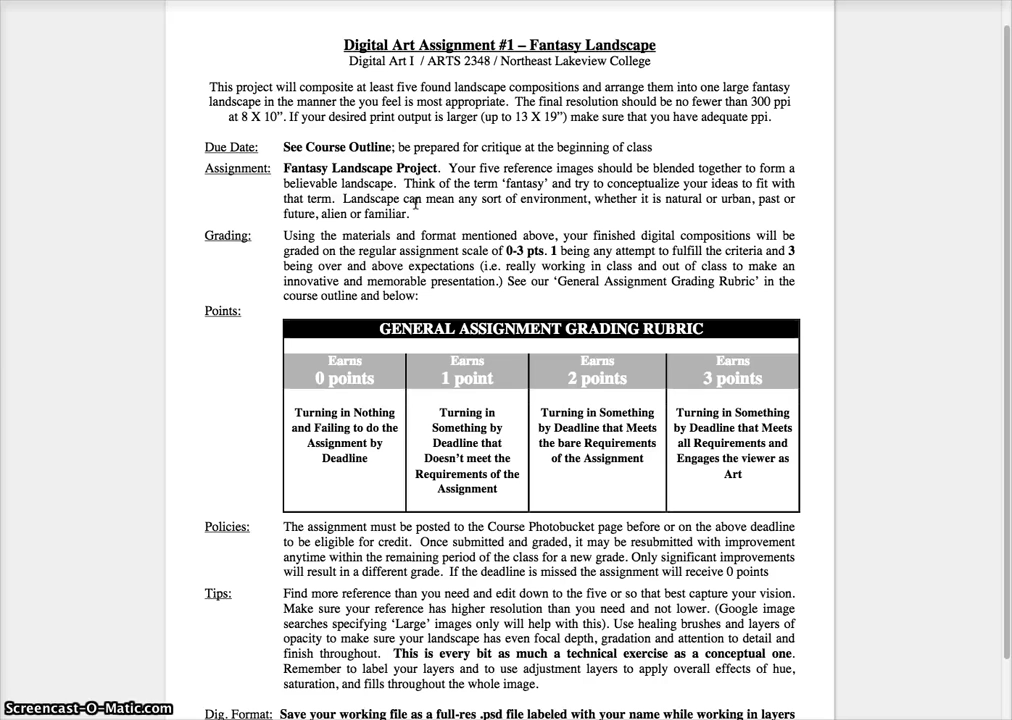 Digital Art Assignment #1 – Fantasy Landscape
Digital Art I / ARTS 2348 / Northeast Lakeview College
This project will composite at least five found landscape compositions and arrange them into one large fantasy
landscape in the manner the you feel is most appropriate. The final resolution should be no fewer than 300 ppi
at 8 X 10”. If your desired print output is larger (up to 13 X 19”) make sure that you have adequate ppi.
Due Date: See Course Outline; be prepared for critique at the beginning of class
Assignment: Fantasy Landscape Project. Your five reference images should be blended together to form a
believable landscape. Think of the term ‘fantasy’ and try to conceptualize your ideas to fit with
that term. Landscape can mean any sort of environment, whether it is natural or urban, past or
future, alien or familiar.
Grading: Using the materials and format mentioned above, your finished digital compositions will be
graded on the regular assignment scale of 0-3 pts. 1 being any attempt to fulfill the criteria and 3
being over and above expectations (i.e. really working in class and out of class to make an
innovative and memorable presentation.) See our ‘General Assignment Grading Rubric’ in the
course outline and below:
Points:
GENERAL ASSIGNMENT GRADING RUBRIC
Earns
0 points
Turning in Nothing
and Failing to do the
Assignment by
Deadline
Earns
1 point
Turning in
Something by
Deadline that
Doesn’t meet the
Requirements of the
Assignment
Earns
2 points
Turning in Something
by Deadline that Meets
the bare Requirements
of the Assignment
Earns
3 points
Turning in Something
by Deadline that Meets
all Requirements and
Engages the viewer as
Art
Policies: The assignment must be posted to the Course Photobucket page before or on the above deadline
to be eligible for credit. Once submitted and graded, it may be resubmitted with improvement
anytime within the remaining period of the class for a new grade. Only significant improvements
will result in a different grade. If the deadline is missed the assignment will receive 0 points
Tips: Find more reference than you need and edit down to the five or so that best capture your vision.
Make sure your reference has higher resolution than you need and not lower. (Google image
searches specifying ‘Large’ images only will help with this). Use healing brushes and layers of
opacity to make sure your landscape has even focal depth, gradation and attention to detail and
finish throughout. This is every bit as much a technical exercise as a conceptual one.
Remember to label your layers and to use adjustment layers to apply overall effects of hue,
saturation, and fills throughout the whole image.
Dig. Format: Save your working file as a full-res .psd file labeled with your name while working in layers
Screencast-O-Matic.com